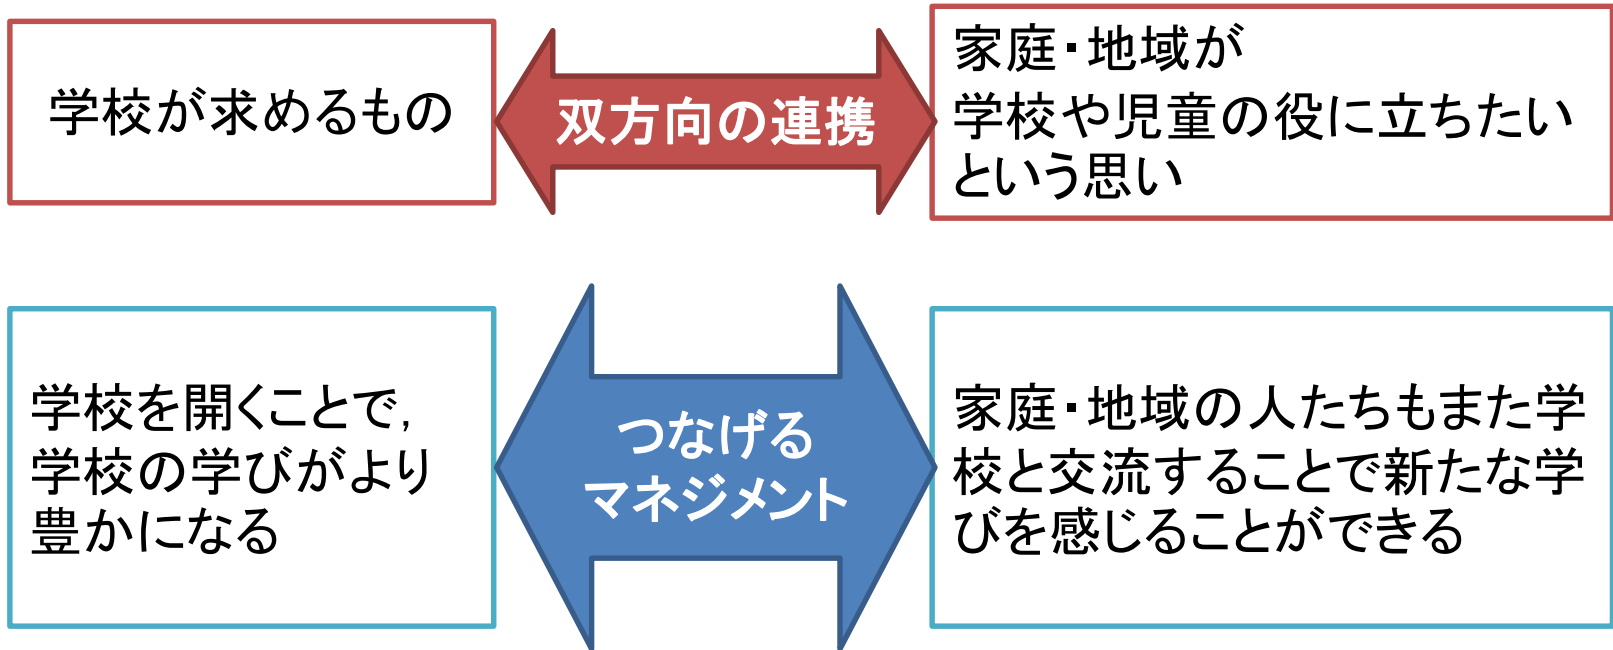 学校が求めるもの
双方向の連携
家庭・地域が
学校や児童の役に立ちたい
という思い
学校を開くことで,
学校の学びがより
豊かになる
つなげる
マネジメント
家庭・地域の人たちもまた学
校と交流することで新たな学
びを感じることができる